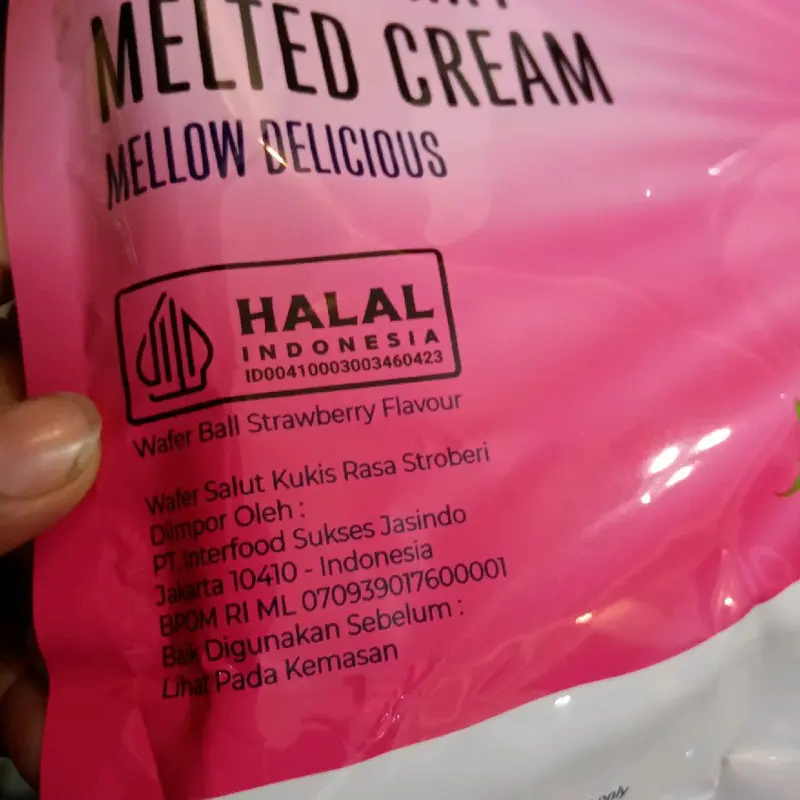 MELTED CREAM
MELLOW DELICIOUS
HALAL
INDONESIA
ID00410003003460423
Wafer Ball Strawberry Flavour
Wafer Salut Kukis Rasa Stroberi
Diimpor Oleh :
PT. Interfood Sukses Jasindo
Jakarta 10410 - Indonesia
BPOM RI ML 070939017600001
Baik Digunakan Sebelum :
Lihat Pada Kemasan